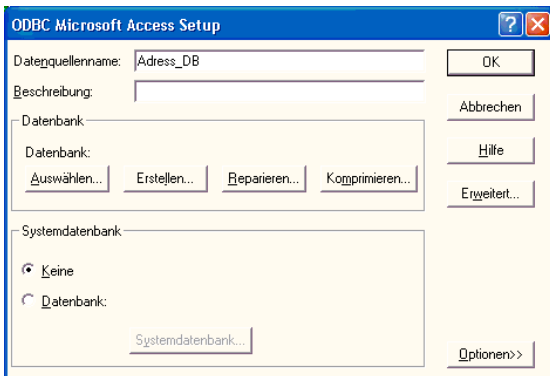 ODBC Microsoft Access Setup
Datenquellenname: Adress_DB
Beschreibung:
OK
Abbrechen
Hilfe
Erweitert...
Datenbank
Datenbank:
Auswählen... Erstellen... Reparieren... Komprimieren...
Systemdatenbank
Keine
Datenbank:
Systemdatenbank...
Optionen>>